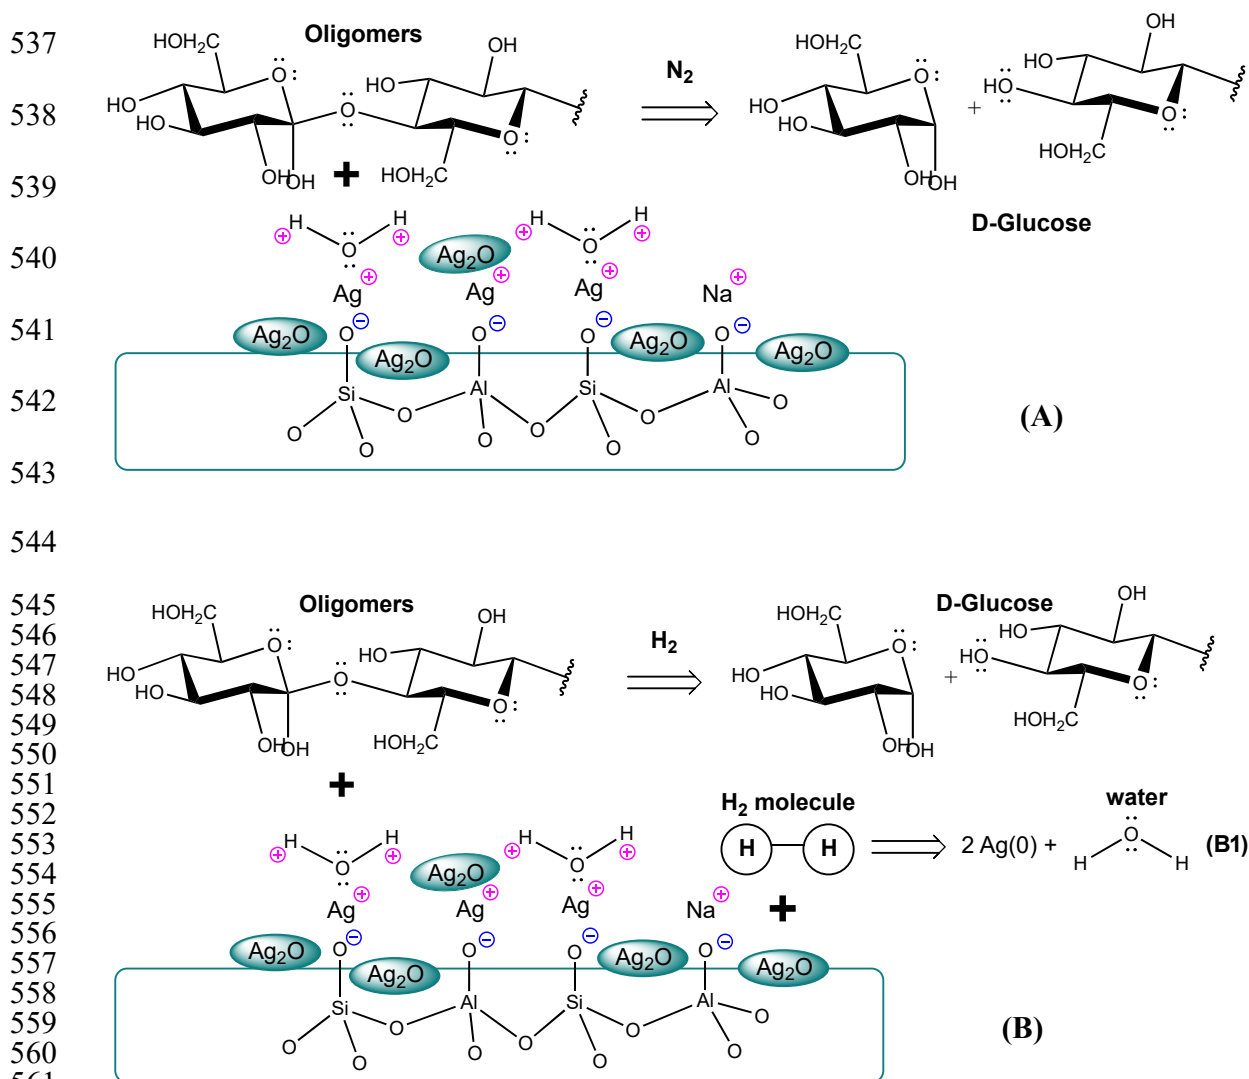 537
Oligomers
HOH₂C
OH
HOH₂C
OH
N₂
HO
O
O
HO
O
HO
HO
538
HO
HO
O
HO
HO
O
+
O
HOH₂C
539
OH
OH
+
HOH₂C
OH
OH
D-Glucose
H
H
H
H
540
O
Ag₂O
O
Ag
Ag
Ag
Na
541
Ag₂O
O
Ag₂O
O
O
Ag₂O
O
Ag₂O
542
Si
Al
Si
Al
O
O
O
O
O
O
O
O
O
(A)
543
544
545
Oligomers
D-Glucose
HOH₂C
OH
HOH₂C
OH
546
H₂
547
HO
O
HO
HO
O
HO
HO
548
HO
O
HO
+
O
549
O
HOH₂C
550
OH
OH
HOH₂C
OH
OH
551
+
552
H₂ molecule
water
553
H
H
H
H
H
H
2 Ag(0) +
O
(B1)
554
O
Ag₂O
O
H
H
555
Ag
Ag
Ag
Na
+
556
557
Ag₂O
O
Ag₂O
O
O
Ag₂O
O
Ag₂O
558
559
Si
Al
Si
Al
O
O
O
O
(B)
560
O
O
O
O
O
561